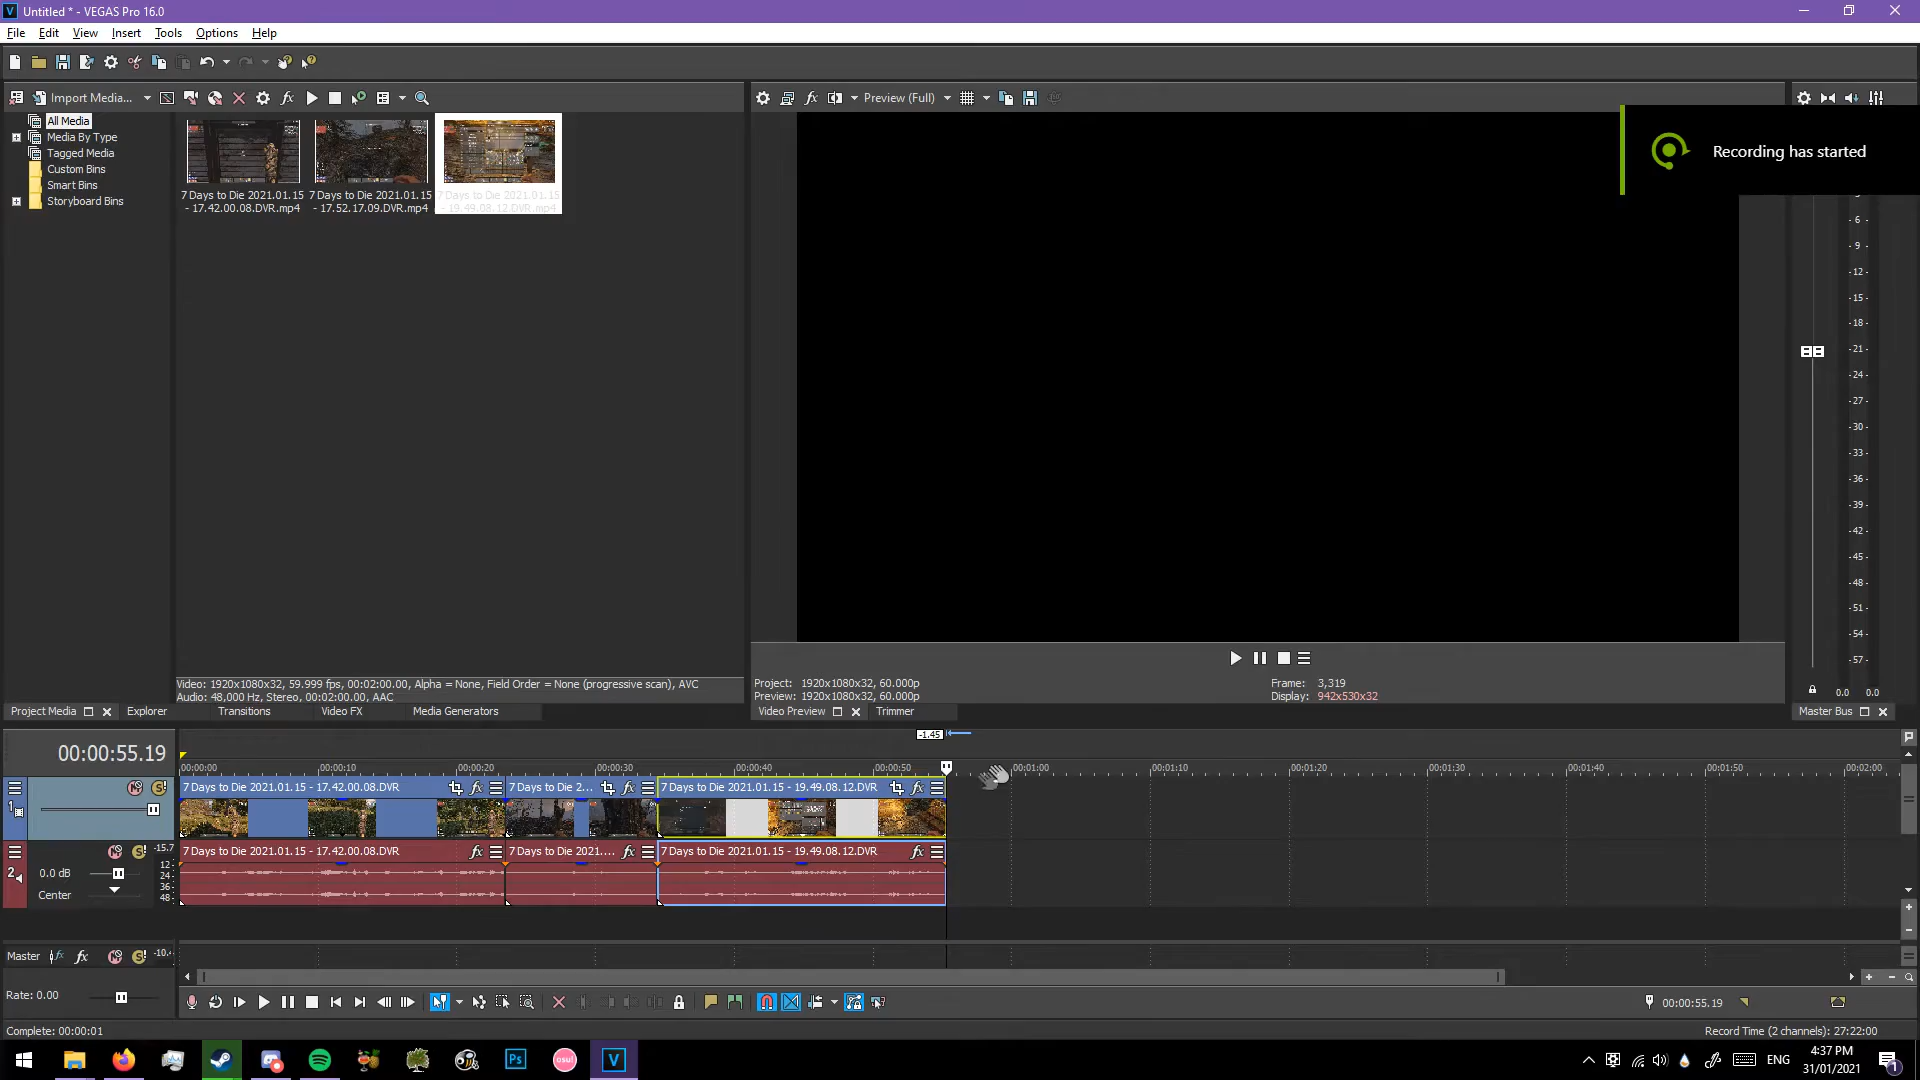 Untitled * - VEGAS Pro 16.0
File Edit View Insert Tools Options Help
Import Media...
Preview (Full)
All Media
Media By Type
Tagged Media
Custom Bins
Smart Bins
Storyboard Bins
7 Days to Die 2021.01.15 - 17.42.00.08.DVR.mp4
7 Days to Die 2021.01.15 - 17.52.17.09.DVR.mp4
7 Days to Die 2021.01.15 - 19.49.08.12.DVR.mp4
Recording has started
6
9
12
15
18
21
24
27
30
33
36
39
42
45
48
51
54
57
0.0 0.0
Video: 1920x1080x32, 59.999 fps, 00:02:00.00, Alpha = None, Field Order = None (progressive scan), AVC
Audio: 48,000 Hz, Stereo, 00:02:00.00, AAC
Project: 1920x1080x32, 60.000p
Preview: 1920x1080x32, 60.000p
Frame: 3,319
Display: 942x530x32
Project Media Explorer Transitions Video FX Media Generators
Video Preview Trimmer
Master Bus
00:00:55.19
-1.45
00:00:00 00:00:10 00:00:20 00:00:30 00:00:40 00:00:50 00:01:00 00:01:10 00:01:20 00:01:30 00:01:40 00:01:50 00:02:00
1
7 Days to Die 2021.01.15 - 17.42.00.08.DVR
7 Days to Die 2...
7 Days to Die 2021.01.15 - 19.49.08.12.DVR
2
-15.7
12
24
36
48
0.0 dB
Center
7 Days to Die 2021.01.15 - 17.42.00.08.DVR
7 Days to Die 2021....
7 Days to Die 2021.01.15 - 19.49.08.12.DVR
Master
-10.4
Rate: 0.00
00:00:55.19
Complete: 00:00:01
Record Time (2 channels): 27:22:00
Ps
osu!
V
ENG
4:37 PM
31/01/2021
1